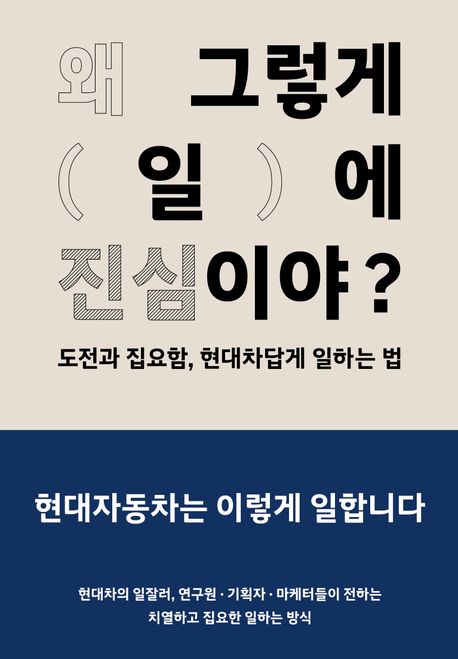 왜 그렇게
( 일 ) 에
진심이야?
도전과 집요함, 현대차답게 일하는 법
현대자동차는 이렇게 일합니다
현대차의 일잘러, 연구원 · 기획자 · 마케터들이 전하는
치열하고 집요한 일하는 방식